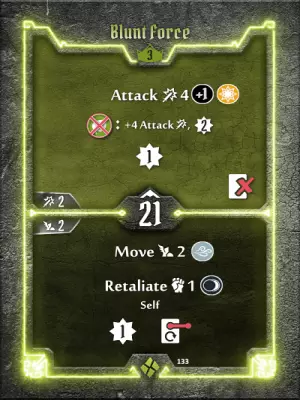 Blunt Force
3
Attack 4 +1
: +4 Attack , 2
1
2
21
2
Move 2
Retaliate 1
Self
1
133